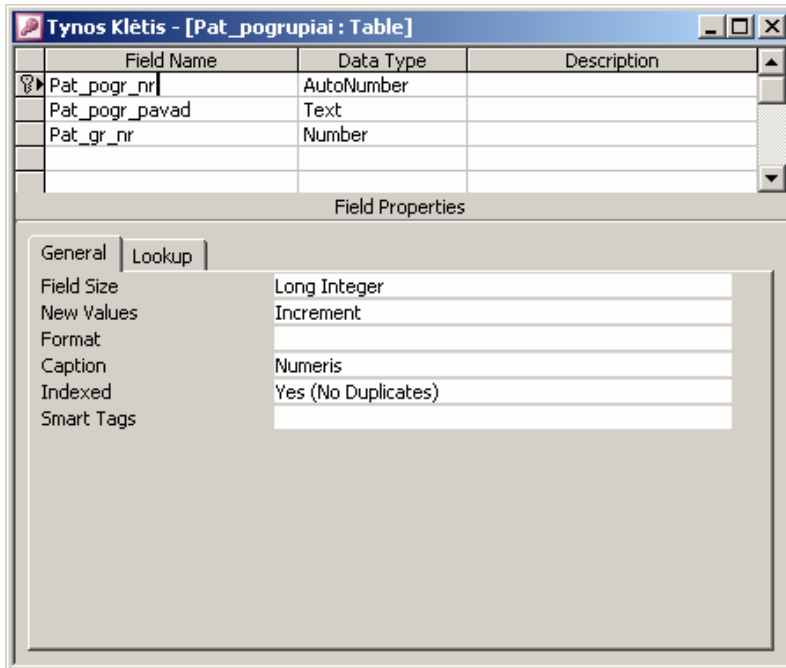 Tynos Klėtis - [Pat_pogrupiai : Table]
Field Name Data Type Description
Pat_pogr_nr AutoNumber
Pat_pogr_pavad Text
Pat_gr_nr Number
Field Properties
General Lookup
Field Size Long Integer
New Values Increment
Format
Caption Numeris
Indexed Yes (No Duplicates)
Smart Tags